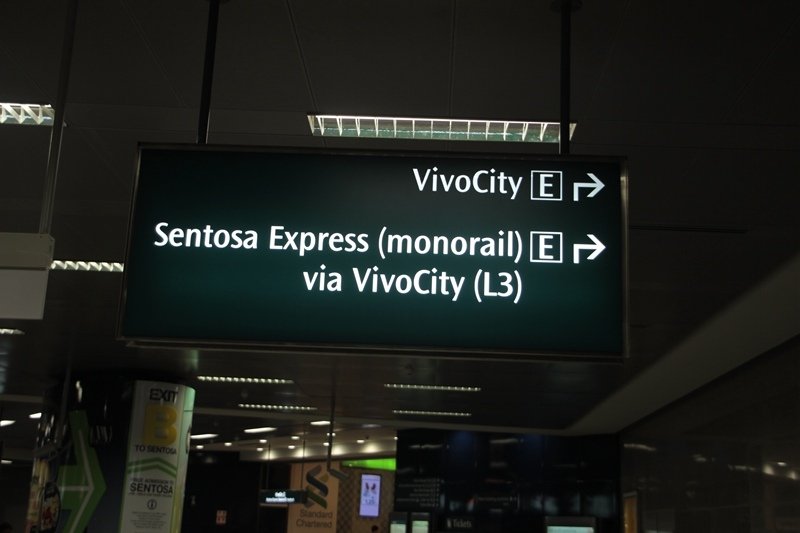 VivoCity E
Sentosa Express (monorail) E
via VivoCity (L3)
EXIT
B
TO SENTOSA
SENTOSA
Standard
Chartered
Tickets